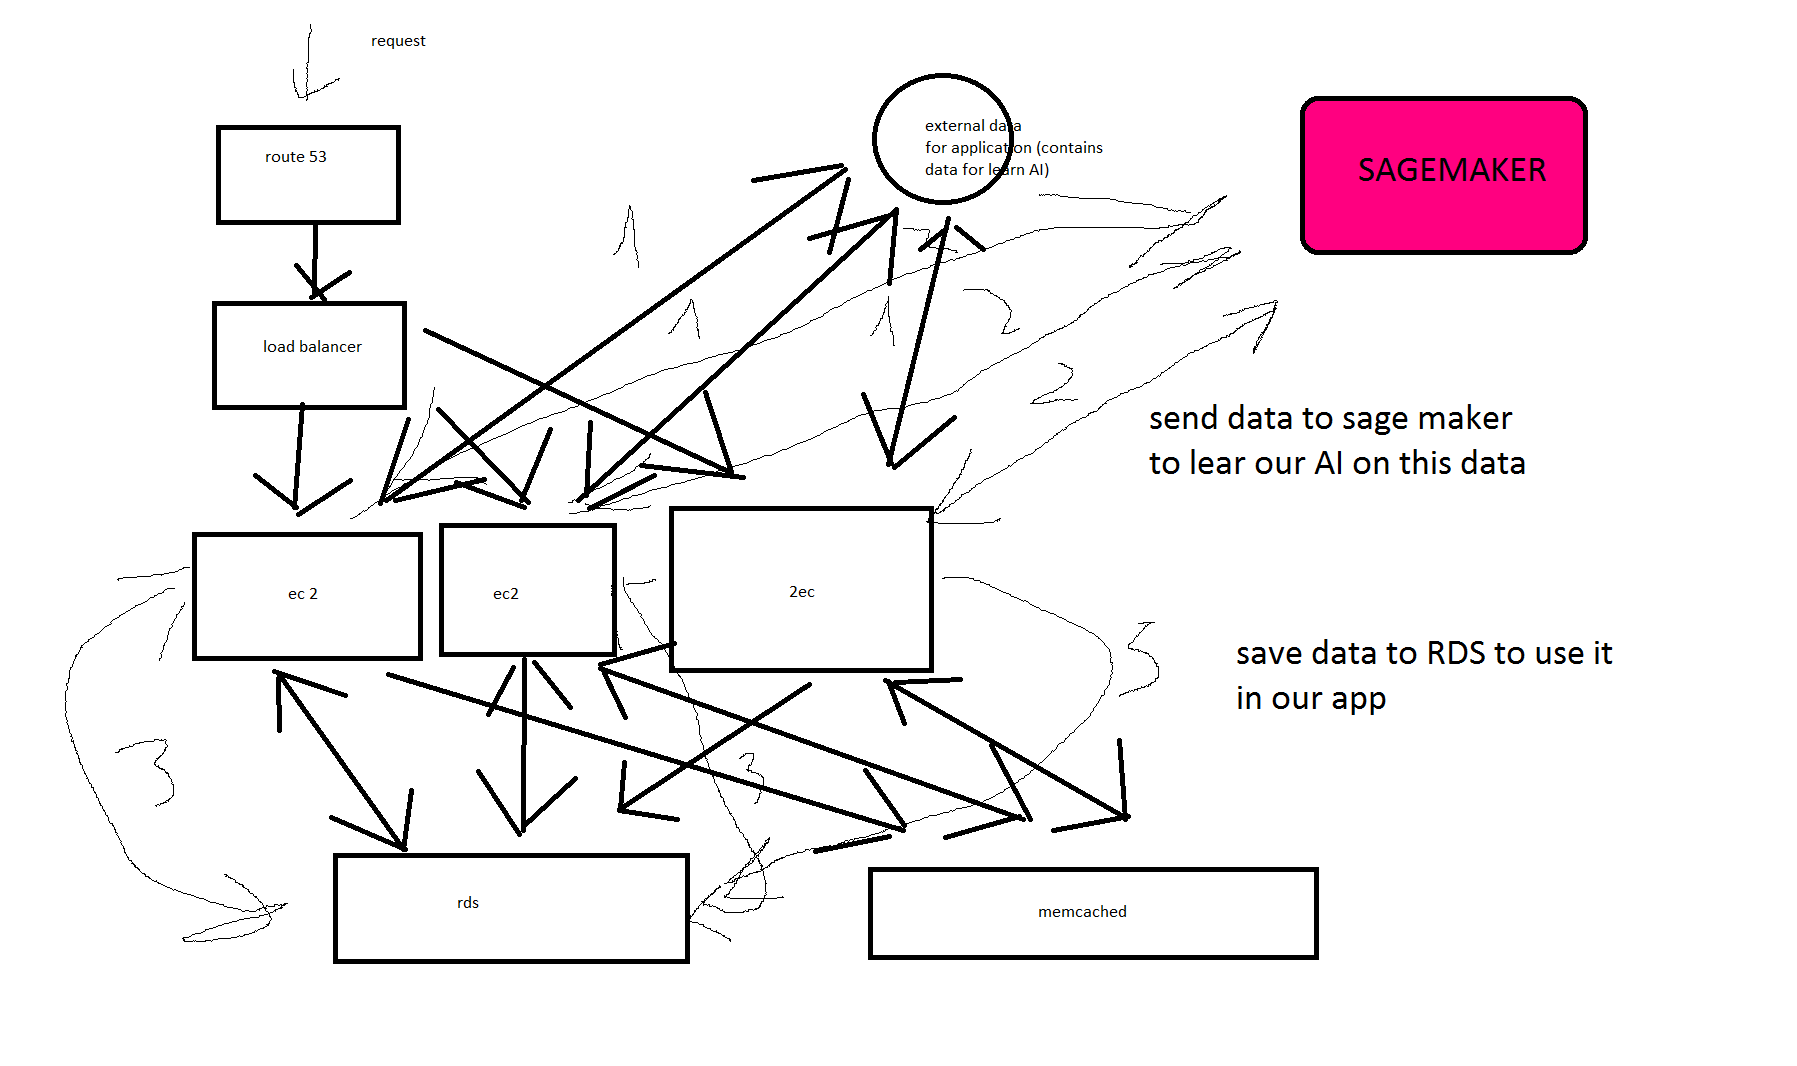 request
external data
for application (contains
data for learn AI)
route 53
SAGEMAKER
load balancer
1
1
1
2
2
2
send data to sage maker
to lear our AI on this data
ec 2
ec2
2ec
save data to RDS to use it
in our app
3
3
3
rds
memcached